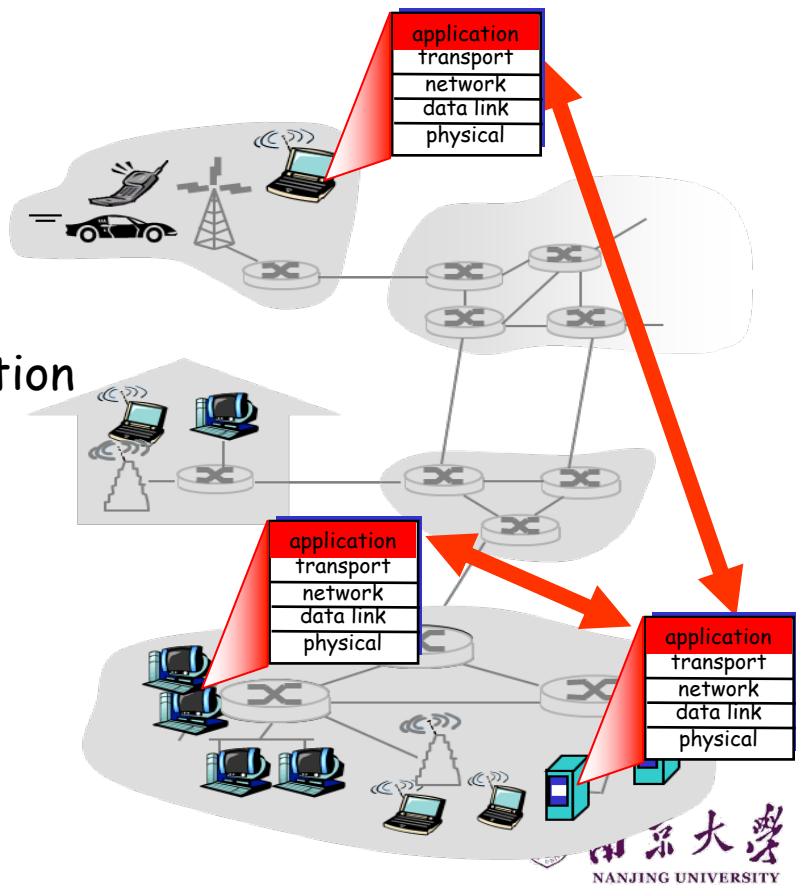 application
transport
network
data link
physical
tion
application
transport
network
data link
physical
application
transport
network
data link
physical
南京大學
NANJING UNIVERSITY